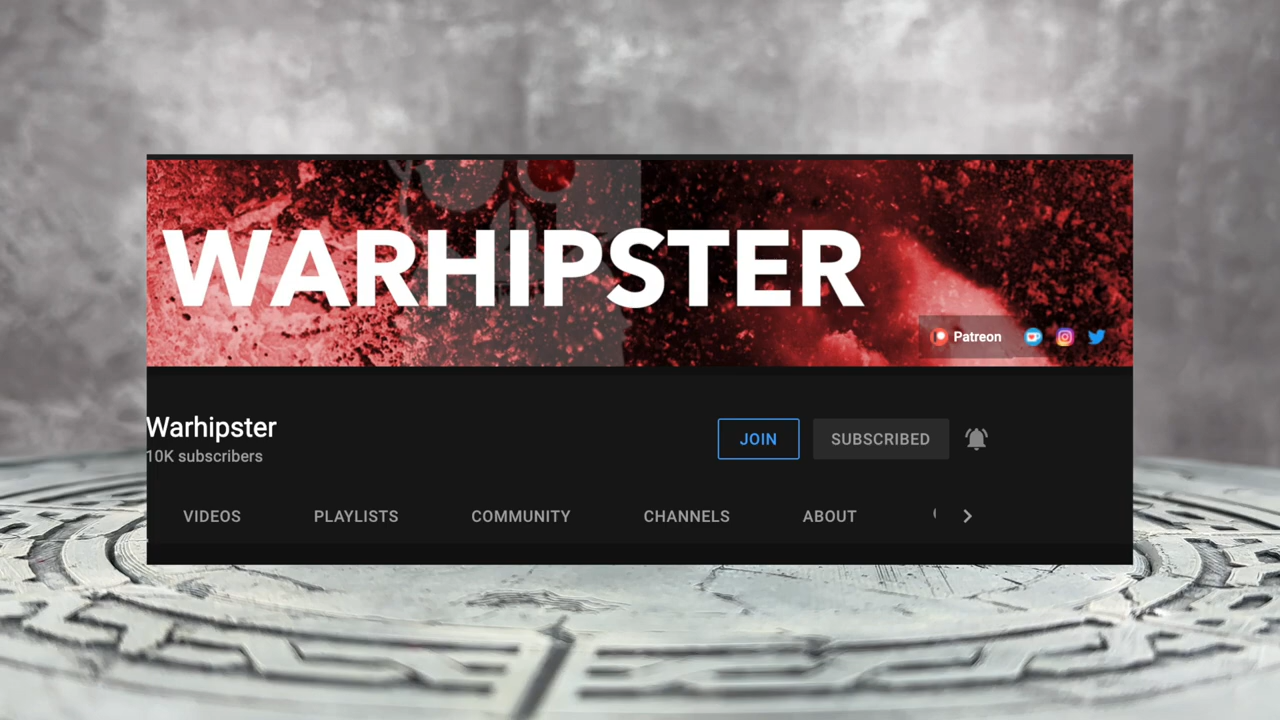 WARHIPSTER
Patreon
Warhipster
10K subscribers
JOIN
SUBSCRIBED
VIDEOS
PLAYLISTS
COMMUNITY
CHANNELS
ABOUT